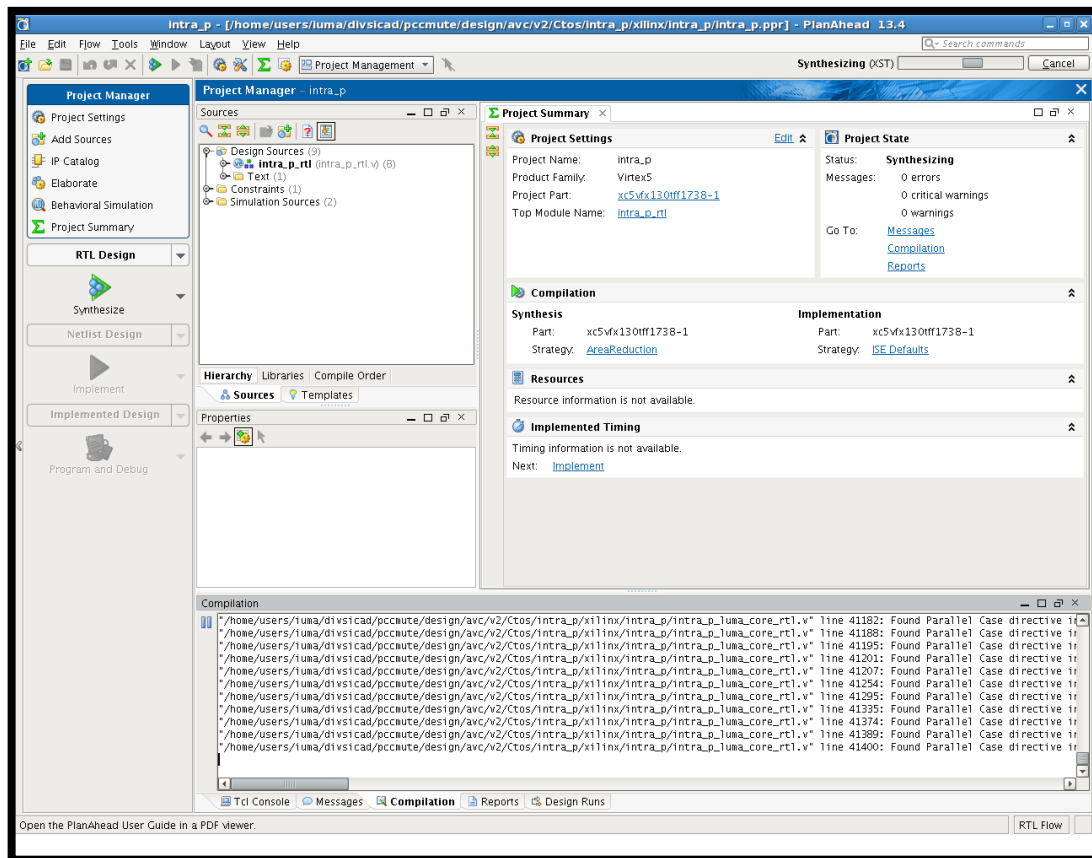 intra_p - [/home/users/iuma/divsicad/pccmute/design/avc/v2/Ctos/intra_p/xilinx/intra_p/intra_p.ppr] - PlanAhead 13.4
File Edit Flow Tools Window Layout View Help
Search commands
Project Management
Synthesizing (XST)
Cancel
Project Manager
Project Settings
Add Sources
IP Catalog
Elaborate
Behavioral Simulation
Project Summary
RTL Design
Synthesize
Netlist Design
Implement
Implemented Design
Program and Debug
Project Manager - intra_p
Sources
Design Sources (9)
intra_p_rtl (intra_p_rtl.v) (8)
Text (1)
Constraints (1)
Simulation Sources (2)
Hierarchy Libraries Compile Order
Sources Templates
Properties
Project Summary
Project Settings Edit
Project Name: intra_p
Product Family: Virtex5
Project Part: xc5vfx130tff1738-1
Top Module Name: intra_p_rtl
Project State
Status: Synthesizing
Messages: 0 errors
0 critical warnings
0 warnings
Go To: Messages
Compilation
Reports
Compilation
Synthesis
Part: xc5vfx130tff1738-1
Strategy: AreaReduction
Implementation
Part: xc5vfx130tff1738-1
Strategy: ISE Defaults
Resources
Resource information is not available.
Implemented Timing
Timing information is not available.
Next: Implement
Compilation
"/home/users/iuma/divsicad/pccmute/design/avc/v2/Ctos/intra_p/xilinx/intra_p/intra_p_luma_core_rtl.v" line 41182: Found Parallel Case directive in
"/home/users/iuma/divsicad/pccmute/design/avc/v2/Ctos/intra_p/xilinx/intra_p/intra_p_luma_core_rtl.v" line 41188: Found Parallel Case directive in
"/home/users/iuma/divsicad/pccmute/design/avc/v2/Ctos/intra_p/xilinx/intra_p/intra_p_luma_core_rtl.v" line 41195: Found Parallel Case directive in
"/home/users/iuma/divsicad/pccmute/design/avc/v2/Ctos/intra_p/xilinx/intra_p/intra_p_luma_core_rtl.v" line 41201: Found Parallel Case directive in
"/home/users/iuma/divsicad/pccmute/design/avc/v2/Ctos/intra_p/xilinx/intra_p/intra_p_luma_core_rtl.v" line 41207: Found Parallel Case directive in
"/home/users/iuma/divsicad/pccmute/design/avc/v2/Ctos/intra_p/xilinx/intra_p/intra_p_luma_core_rtl.v" line 41254: Found Parallel Case directive in
"/home/users/iuma/divsicad/pccmute/design/avc/v2/Ctos/intra_p/xilinx/intra_p/intra_p_luma_core_rtl.v" line 41295: Found Parallel Case directive in
"/home/users/iuma/divsicad/pccmute/design/avc/v2/Ctos/intra_p/xilinx/intra_p/intra_p_luma_core_rtl.v" line 41335: Found Parallel Case directive in
"/home/users/iuma/divsicad/pccmute/design/avc/v2/Ctos/intra_p/xilinx/intra_p/intra_p_luma_core_rtl.v" line 41374: Found Parallel Case directive in
"/home/users/iuma/divsicad/pccmute/design/avc/v2/Ctos/intra_p/xilinx/intra_p/intra_p_luma_core_rtl.v" line 41389: Found Parallel Case directive in
"/home/users/iuma/divsicad/pccmute/design/avc/v2/Ctos/intra_p/xilinx/intra_p/intra_p_luma_core_rtl.v" line 41400: Found Parallel Case directive in
Tcl Console Messages Compilation Reports Design Runs
Open the PlanAhead User Guide in a PDF viewer.
RTL Flow